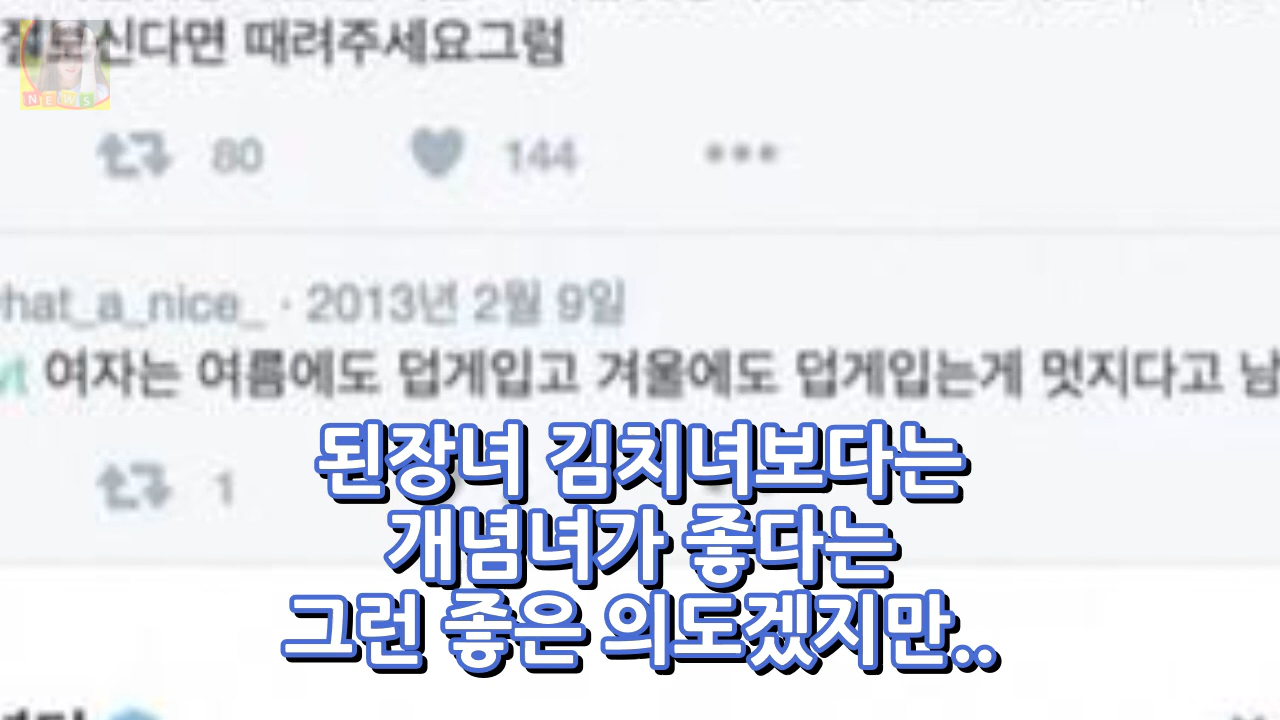 절보신다면 때려주세요그럼
NEWS
80 144
hat_a_nice_ · 2013년 2월 9일
여자는 여름에도 덥게입고 겨울에도 덥게입는게 멋지다고 남
1
된장녀 김치녀보다는
개념녀가 좋다는
그런 좋은 의도겠지만..